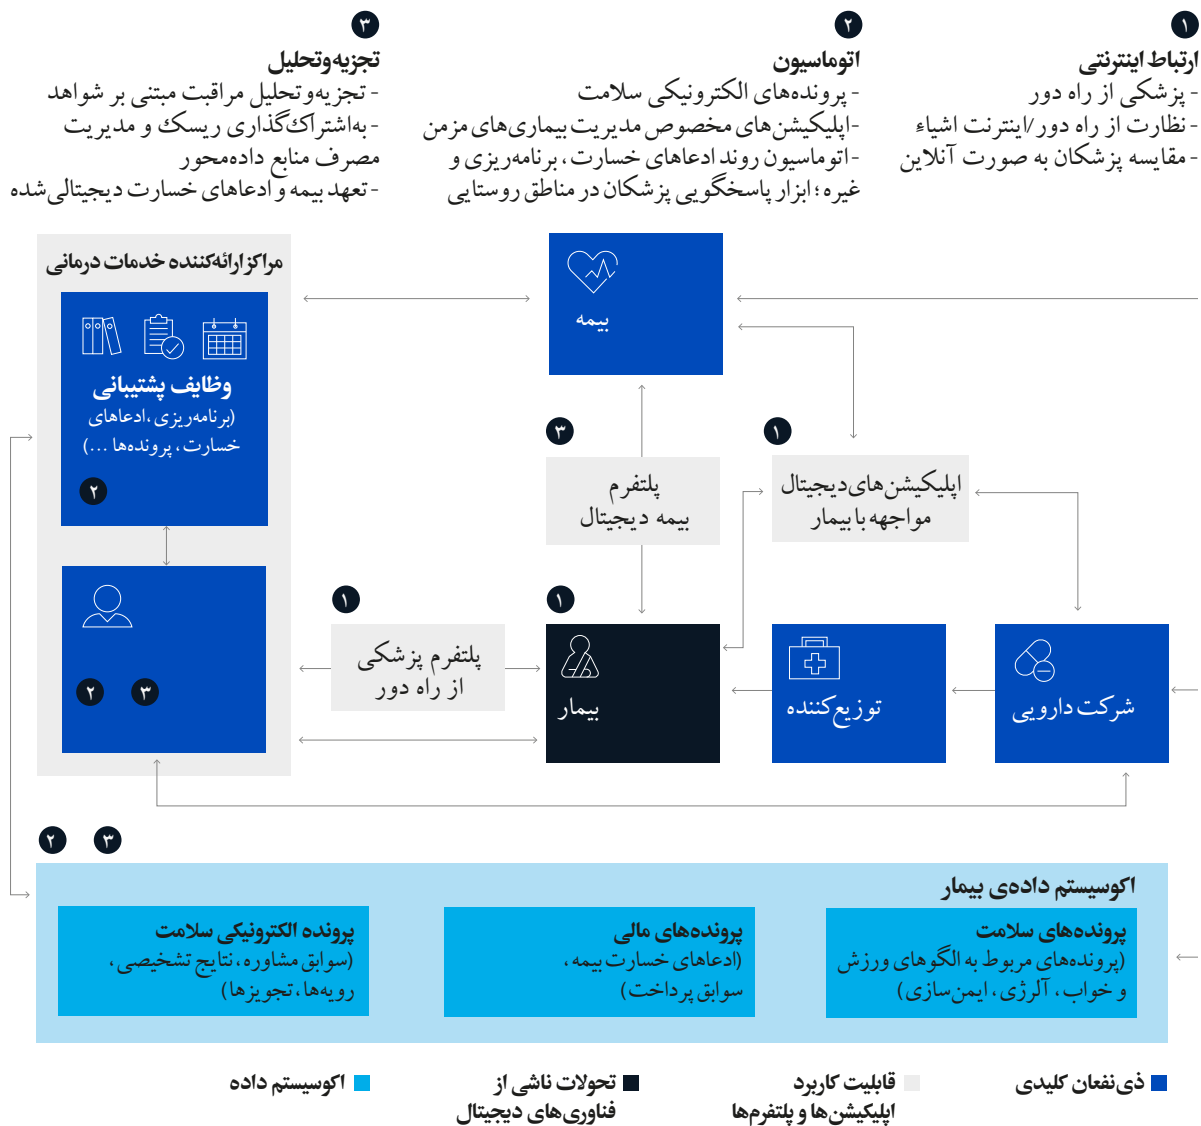 ۱
ارتباط اینترنتی
- پزشکی از راه دور
- نظارت از راه دور/اینترنت اشیاء
- مقایسه پزشکان به صورت آنلاین
۲
اتوماسیون
- پرونده‌های الکترونیکی سلامت
-اپلیکیشن‌های مخصوص مدیریت بیماری‌های مزمن
-اتوماسیون روند ادعاهای خسارت، برنامه‌ریزی و
غیره؛ ابزار پاسخگویی پزشکان در مناطق روستایی
۳
تجزیه‌وتحلیل
- تجزیه‌وتحلیل مراقبت مبتنی بر شواهد
- به‌اشتراک‌گذاری ریسک و مدیریت
مصرف منابع داده‌محور
- تعهد بیمه و ادعاهای خسارت دیجیتالی‌شده
مراکز ارائه‌کننده خدمات درمانی
وظایف پشتیبانی
(برنامه‌ریزی، ادعاهای
خسارت، پرونده‌ها ...)
۲
بیمه
۳
پلتفرم
بیمه دیجیتال
۱
اپلیکیشن‌های دیجیتال
مواجهه با بیمار
۱
پلتفرم پزشکی
از راه دور
۱
بیمار
توزیع‌کننده
شرکت دارویی
۳
۲
۳
۲
اکوسیستم داده‌ی بیمار
پرونده‌های سلامت
(پرونده‌های مربوط به الگوهای ورزش
و خواب، آلرژی، ایمن‌سازی)
پرونده‌های مالی
(ادعاهای خسارت بیمه،
سوابق پرداخت)
پرونده الکترونیکی سلامت
(سوابق مشاوره، نتایج تشخیصی،
رویه‌ها، تجویزها)
ذی‌نفعان کلیدی
قابلیت کاربرد
اپلیکیشن‌ها و پلتفرم‌ها
تحولات ناشی از
فناوری‌های دیجیتال
اکوسیستم داده